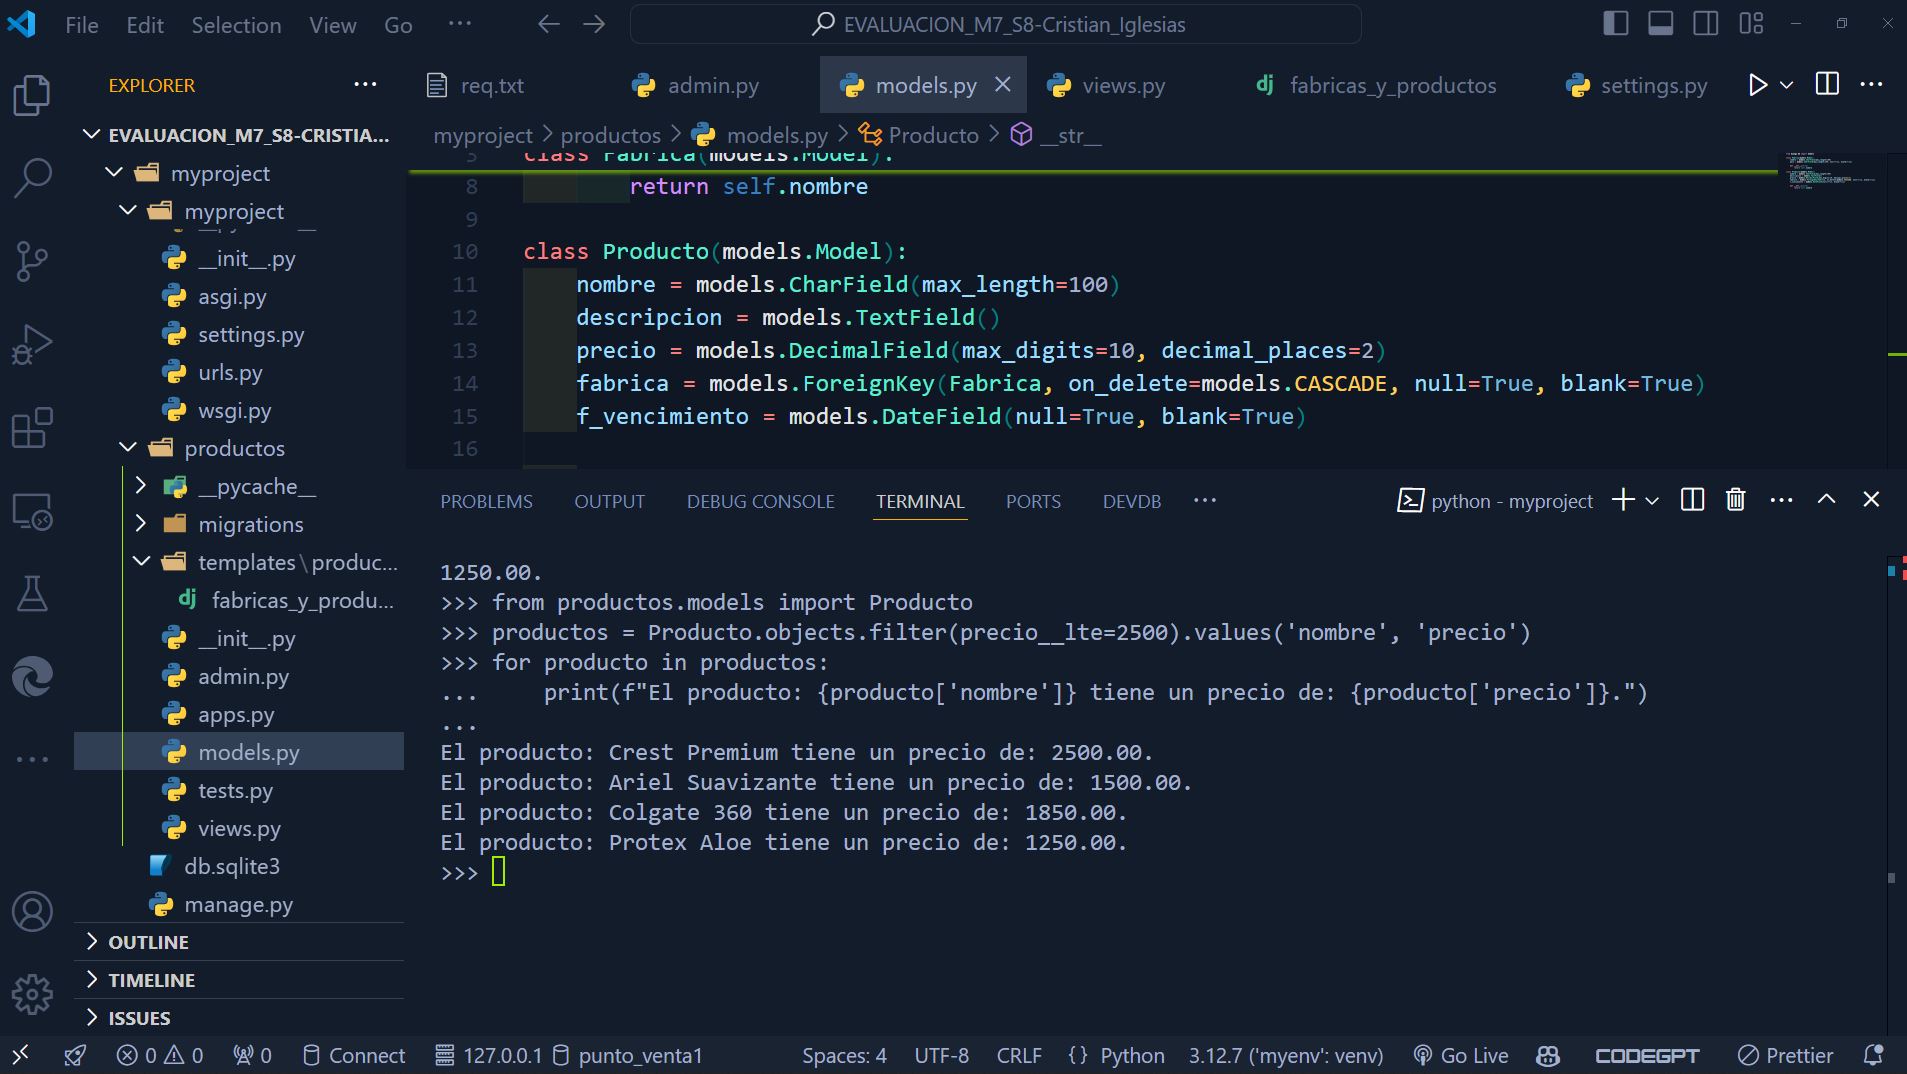 File Edit Selection View Go ··· EVALUACION_M7_S8-Cristian_Iglesias
EXPLORER ···
EVALUACION_M7_S8-CRISTIA...
myproject
myproject
__init__.py
asgi.py
settings.py
urls.py
wsgi.py
productos
__pycache__
migrations
templates\produc...
fabricas_y_produ...
__init__.py
admin.py
apps.py
models.py
tests.py
views.py
db.sqlite3
manage.py
OUTLINE
TIMELINE
ISSUES
req.txt admin.py models.py views.py fabricas_y_productos settings.py
myproject > productos > models.py > Producto > __str__
5 class Fabrica(models.Model):
8 return self.nombre
9
10 class Producto(models.Model):
11 nombre = models.CharField(max_length=100)
12 descripcion = models.TextField()
13 precio = models.DecimalField(max_digits=10, decimal_places=2)
14 fabrica = models.ForeignKey(Fabrica, on_delete=models.CASCADE, null=True, blank=True)
15 f_vencimiento = models.DateField(null=True, blank=True)
16
PROBLEMS OUTPUT DEBUG CONSOLE TERMINAL PORTS DEVDB ··· python - myproject
1250.00.
>>> from productos.models import Producto
>>> productos = Producto.objects.filter(precio__lte=2500).values('nombre', 'precio')
>>> for producto in productos:
... print(f"El producto: {producto['nombre']} tiene un precio de: {producto['precio']}.")
...
El producto: Crest Premium tiene un precio de: 2500.00.
El producto: Ariel Suavizante tiene un precio de: 1500.00.
El producto: Colgate 360 tiene un precio de: 1850.00.
El producto: Protex Aloe tiene un precio de: 1250.00.
>>>
0 0 0 Connect 127.0.0.1 punto_venta1 Spaces: 4 UTF-8 CRLF {} Python 3.12.7 ('myenv': venv) Go Live CODEGPT Prettier